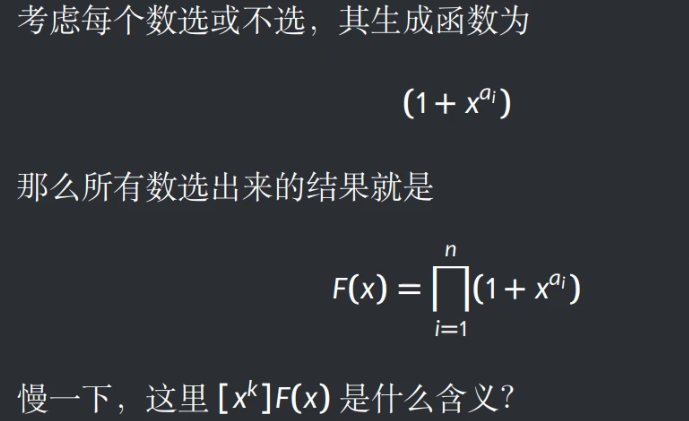 考虑每个数选或不选，其生成函数为
(1 + x^{a_i})
那么所有数选出来的结果就是
F(x) = \prod_{i=1}^{n} (1 + x^{a_i})
慢一下，这里 [x^k]F(x) 是什么含义?